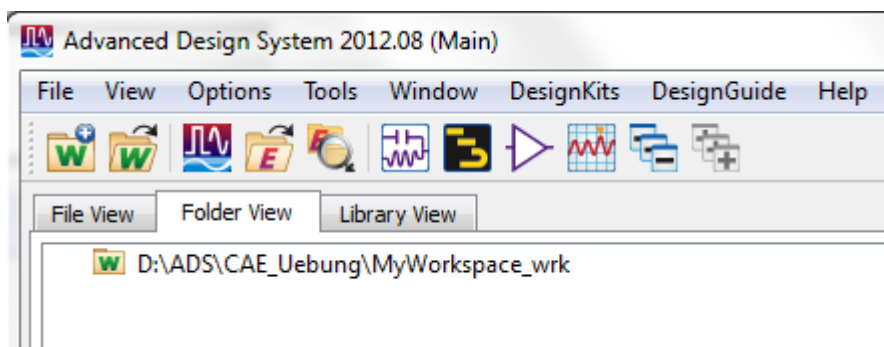 Advanced Design System 2012.08 (Main)
File View Options Tools Window DesignKits DesignGuide Help
W W E E
File View Folder View Library View
W D:\ADS\CAE_Uebung\MyWorkspace_wrk